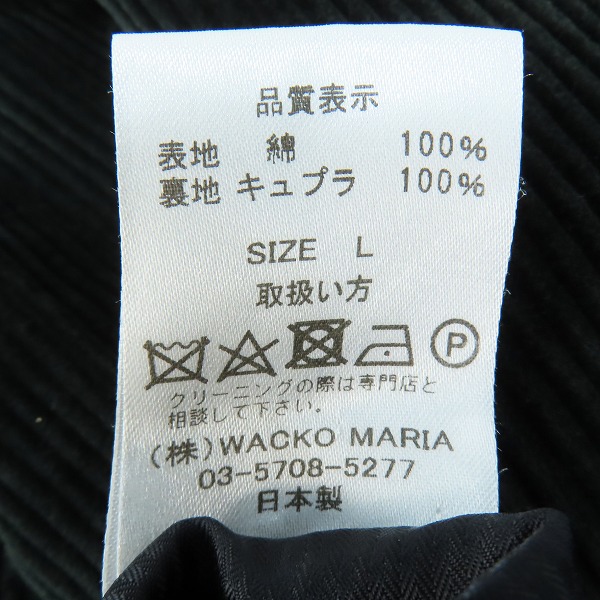 品質表示
表地 綿 100%
裏地 キュプラ 100%
SIZE L
取扱い方
P
クリーニングの際は専門店と
相談して下さい。
(株)WACKO MARIA
03-5708-5277
日本製